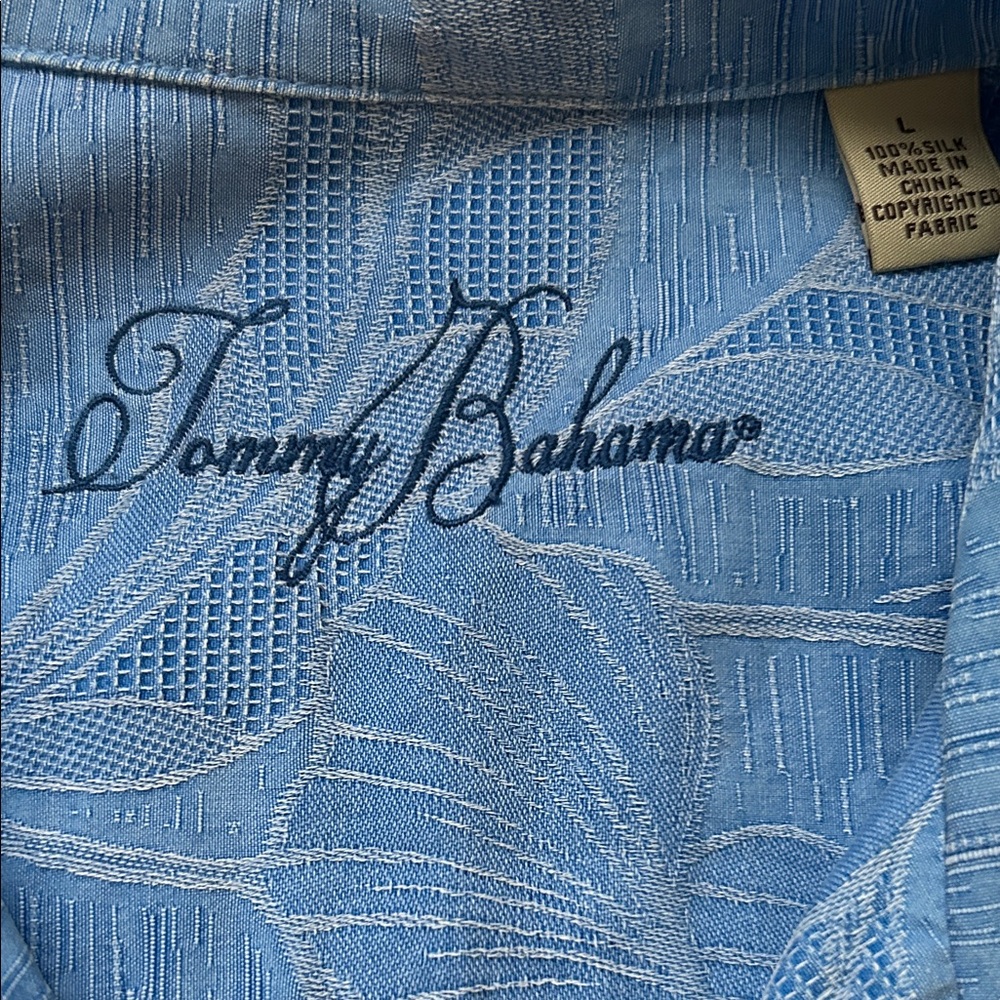 Tommy Bahama®
L
100% SILK
MADE IN
CHINA
COPYRIGHTED
FABRIC